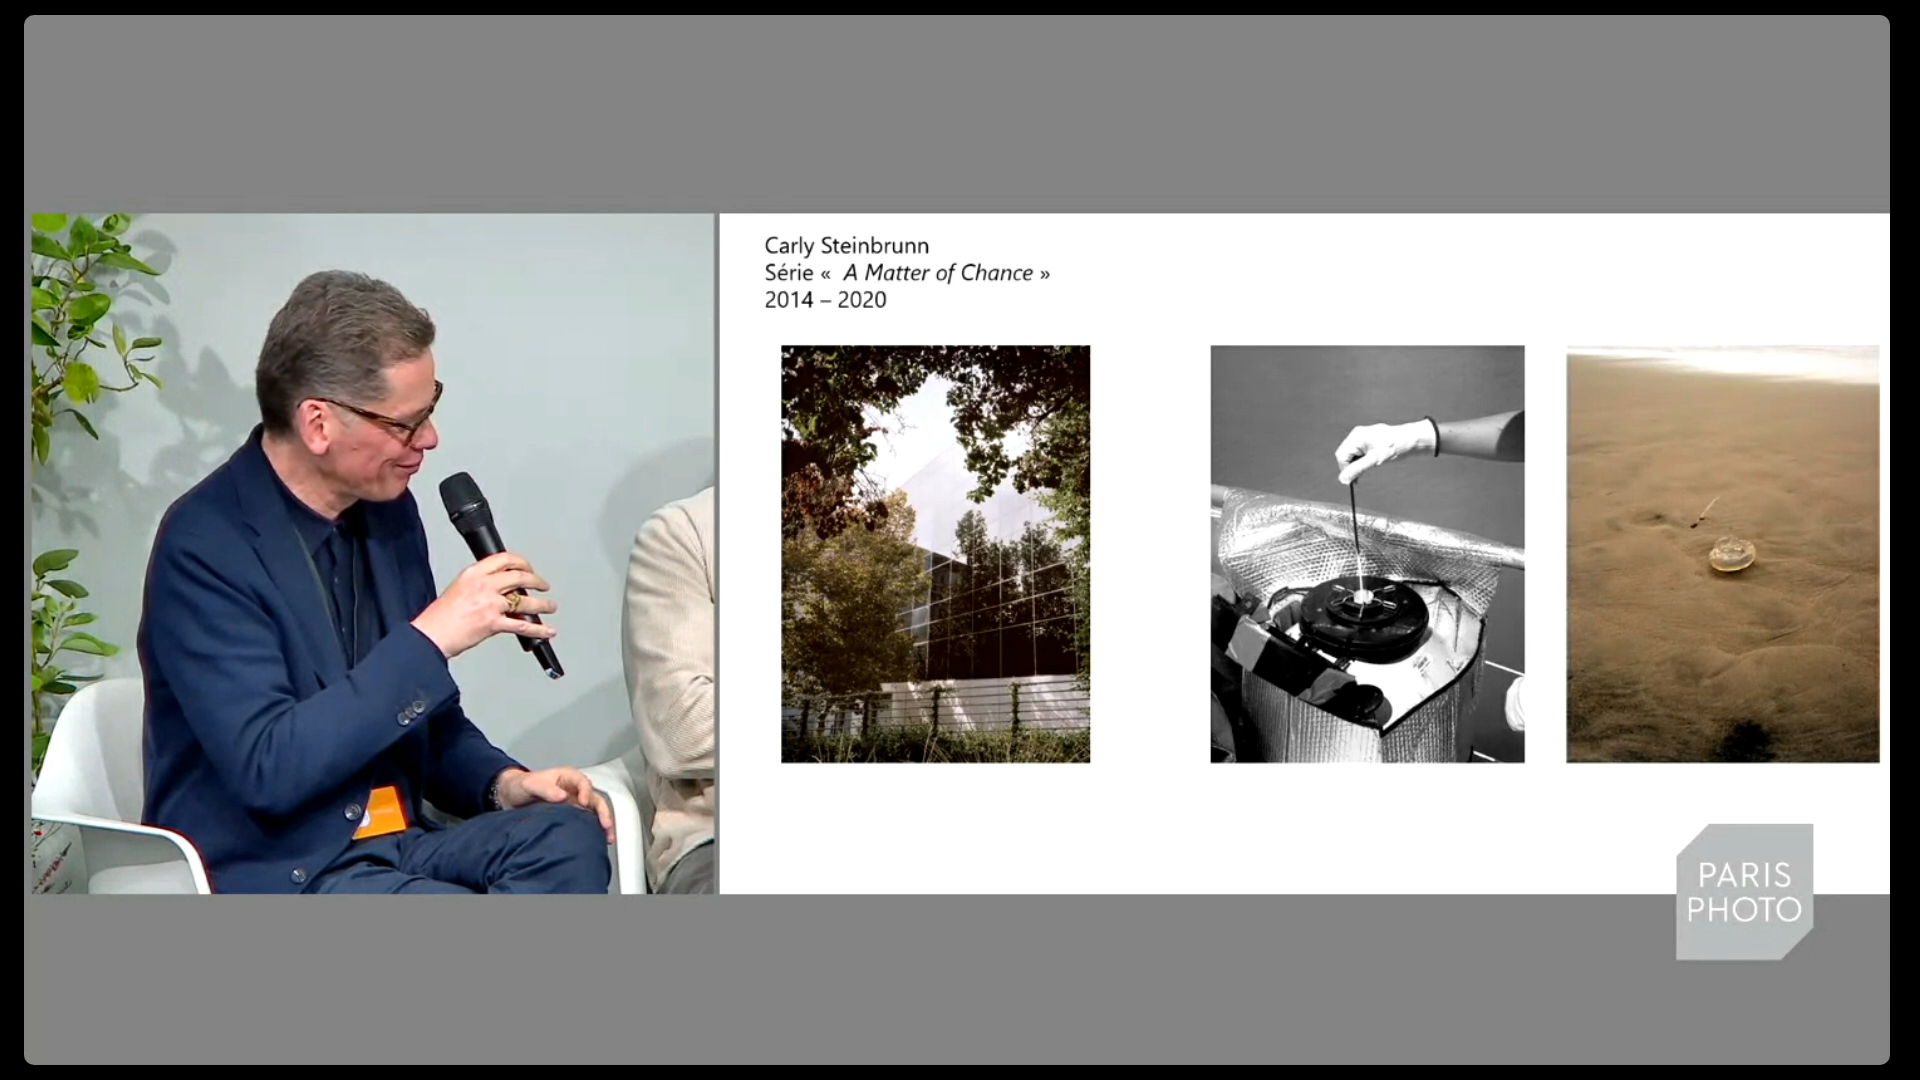 Carly Steinbrunn
Série «  A Matter of Chance »
2014 – 2020
PARIS
PHOTO